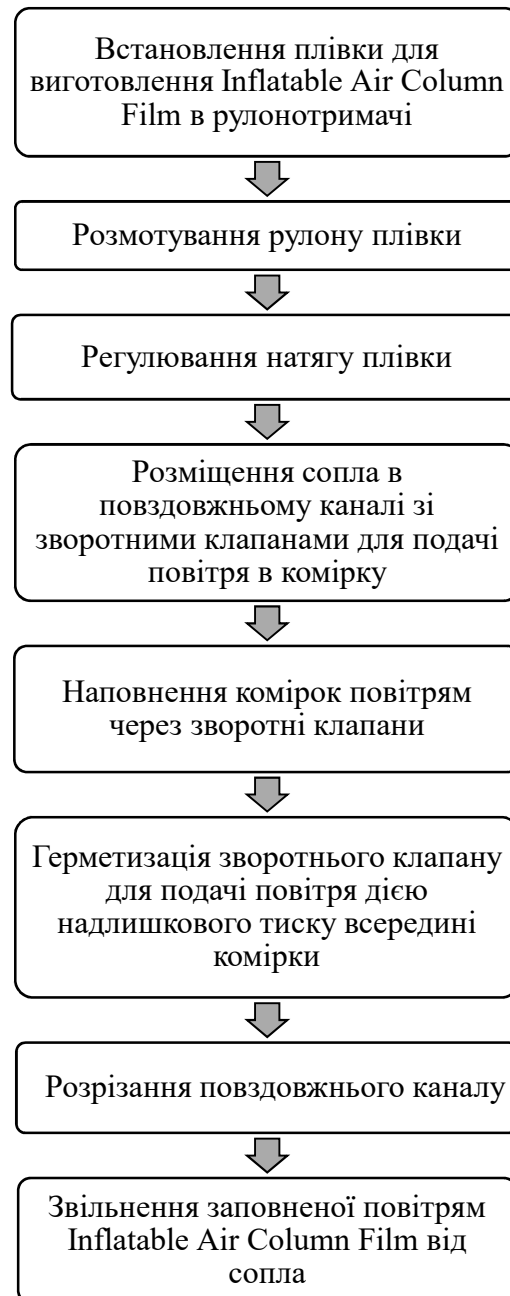 Встановлення плівки для
виготовлення Inflatable Air Column
Film в рулонотримачі
Розмотування рулону плівки
Регулювання натягу плівки
Розміщення сопла в
повздовжньому каналі зі
зворотними клапанами для подачі
повітря в комірку
Наповнення комірок повітрям
через зворотні клапани
Герметизація зворотнього клапану
для подачі повітря дією
надлишкового тиску всередині
комірки
Розрізання повздовжнього каналу
Звільнення заповненої повітрям
Inflatable Air Column Film від
сопла